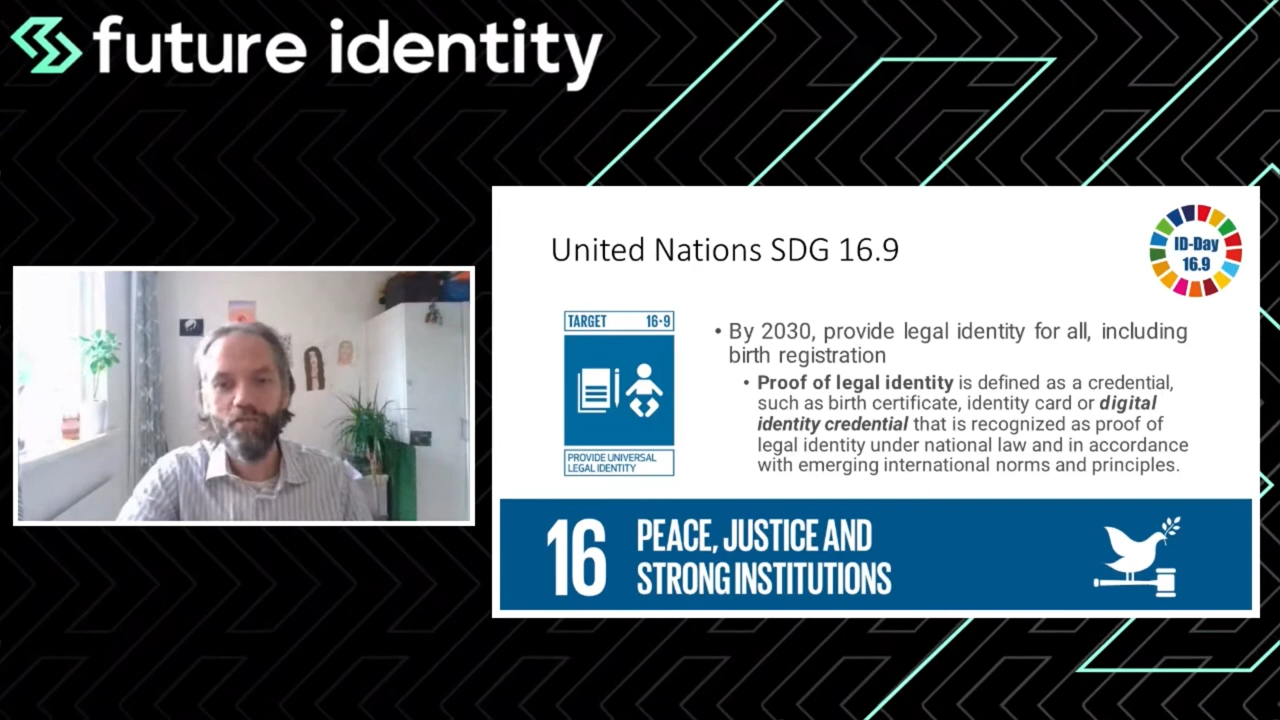 future identity
United Nations SDG 16.9
ID-Day
16.9
TARGET 16·9
PROVIDE UNIVERSAL
LEGAL IDENTITY
• By 2030, provide legal identity for all, including
birth registration
• Proof of legal identity is defined as a credential,
such as birth certificate, identity card or digital
identity credential that is recognized as proof of
legal identity under national law and in accordance
with emerging international norms and principles.
16 PEACE, JUSTICE AND
STRONG INSTITUTIONS